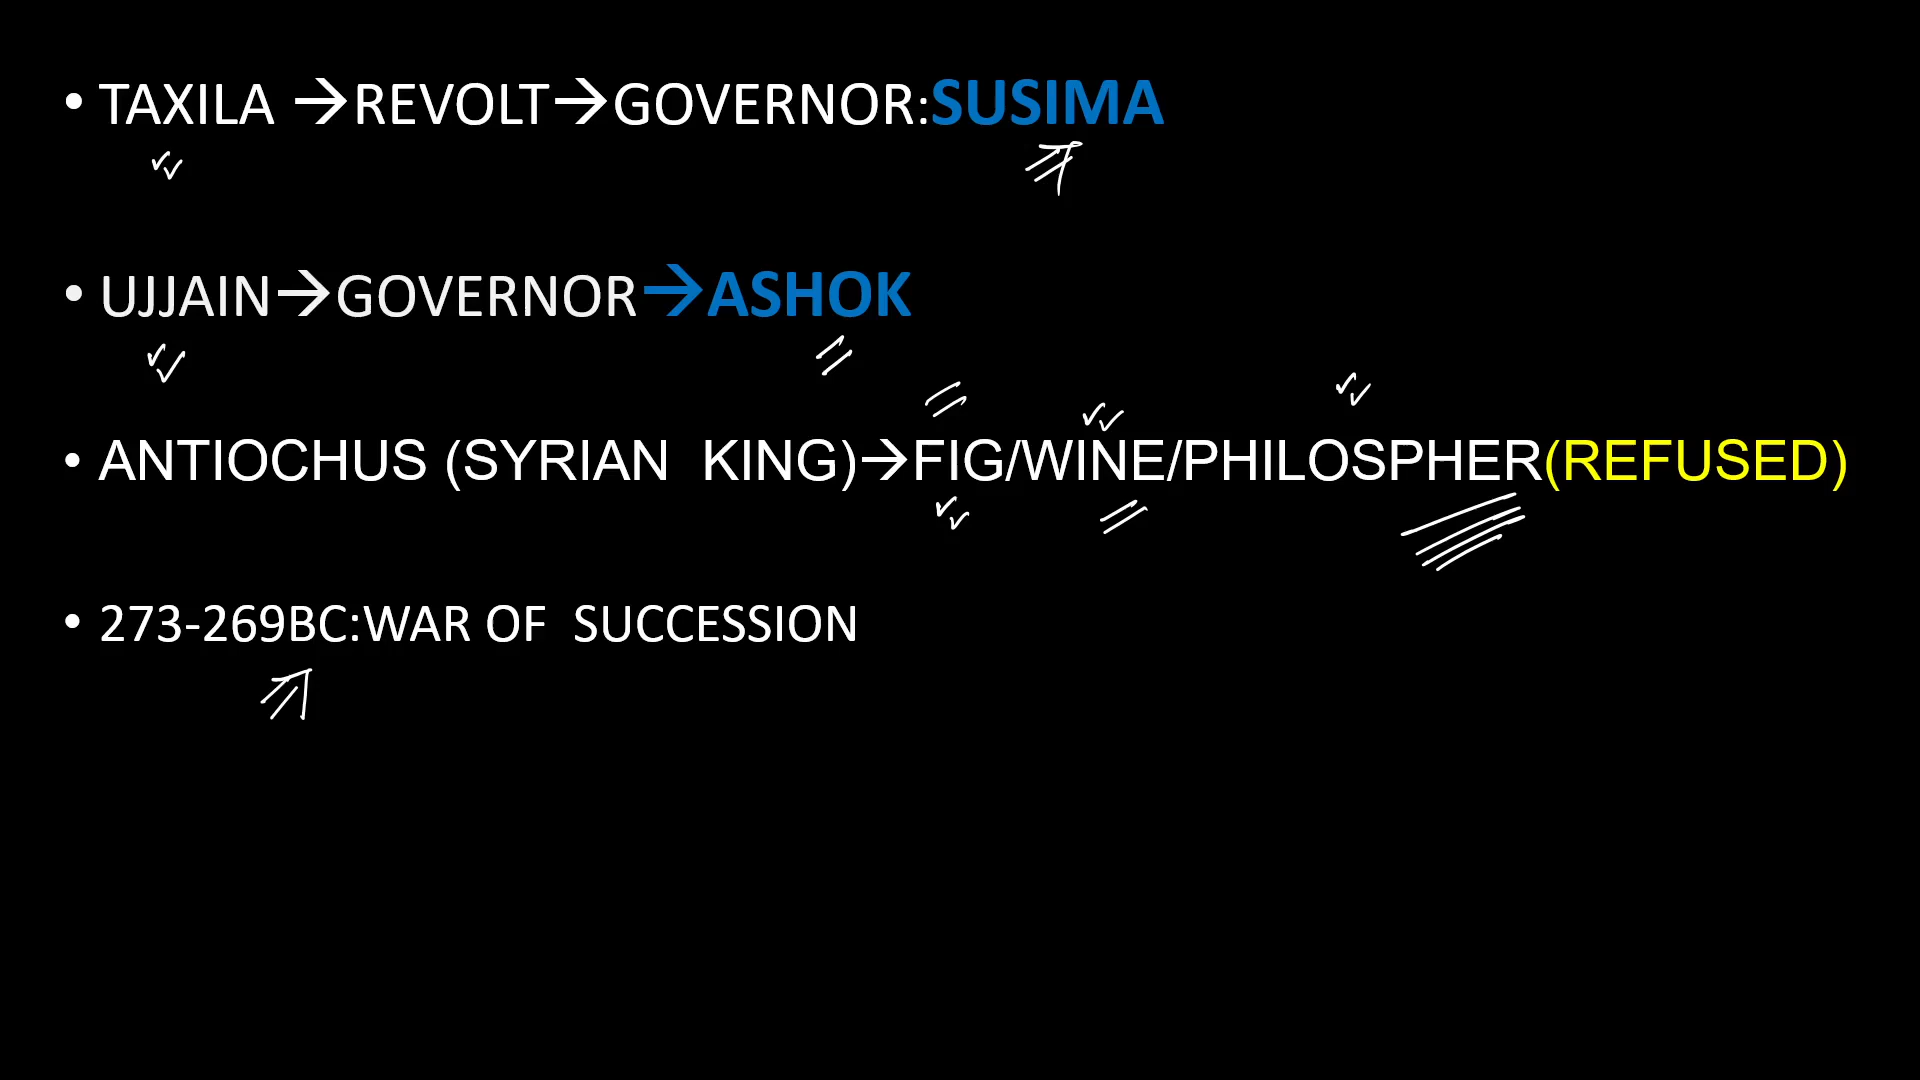 • TAXILA →REVOLT→GOVERNOR:SUSIMA
• UJJAIN→GOVERNOR→ASHOK
• ANTIOCHUS (SYRIAN KING)→FIG/WINE/PHILOSPHER(REFUSED)
• 273-269BC:WAR OF SUCCESSION